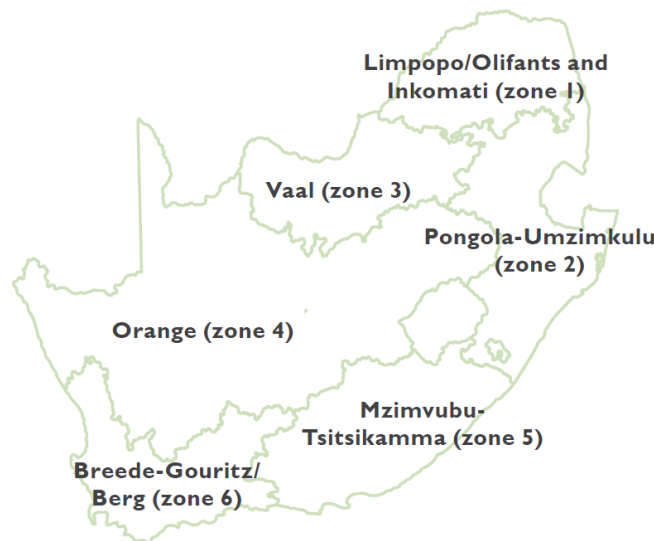 Limpopo/Olifants and
Inkomati (zone 1)
Vaal (zone 3)
Pongola-Umzimkulu
(zone 2)
Orange (zone 4)
Mzimvubu-
Tsitsikamma (zone 5)
Breede-Gouritz/
Berg (zone 6)